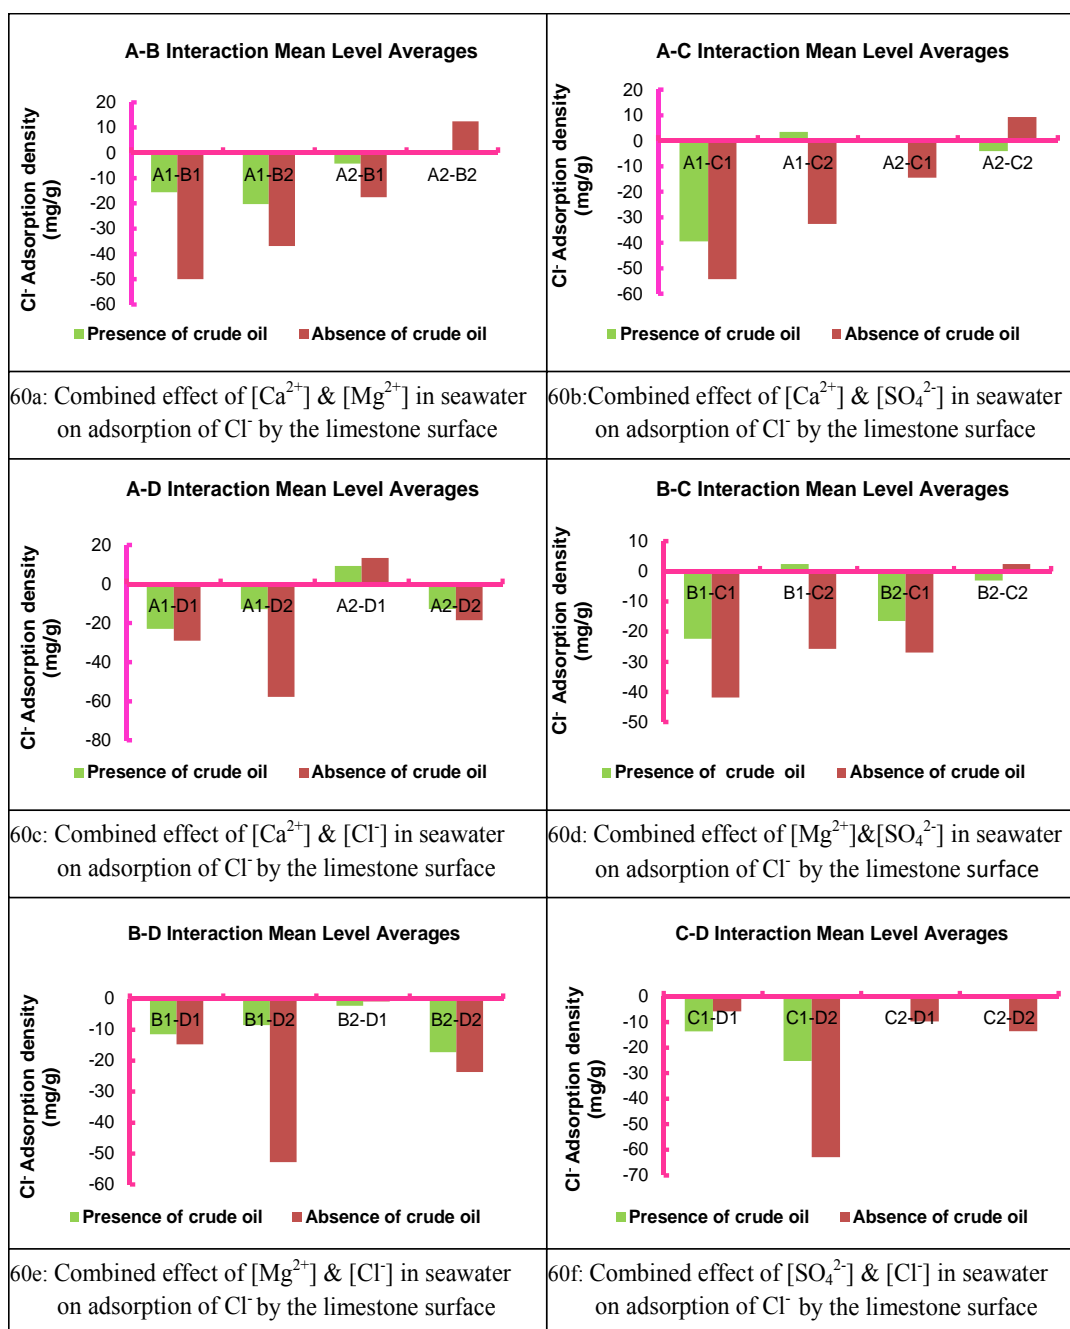 A-B Interaction Mean Level Averages
Cl⁻ Adsorption density
(mg/g)
20
10
0
-10
-20
-30
-40
-50
-60
A1-B1
A1-B2
A2-B1
A2-B2
Presence of crude oil
Absence of crude oil
60a: Combined effect of [Ca²⁺] & [Mg²⁺] in seawater
on adsorption of Cl⁻ by the limestone surface
A-C Interaction Mean Level Averages
Cl⁻ Adsorption density
(mg/g)
20
10
0
-10
-20
-30
-40
-50
-60
A1-C1
A1-C2
A2-C1
A2-C2
Presence of crude oil
Absence of crude oil
60b:Combined effect of [Ca²⁺] & [SO₄²⁻] in seawater
on adsorption of Cl⁻ by the limestone surface
A-D Interaction Mean Level Averages
Cl⁻ Adsorption density
(mg/g)
20
0
-20
-40
-60
-80
A1-D1
A1-D2
A2-D1
A2-D2
Presence of crude oil
Absence of crude oil
60c: Combined effect of [Ca²⁺] & [Cl⁻] in seawater
on adsorption of Cl⁻ by the limestone surface
B-C Interaction Mean Level Averages
Cl⁻ Adsorption density
(mg/g)
10
0
-10
-20
-30
-40
-50
B1-C1
B1-C2
B2-C1
B2-C2
Presence of crude oil
Absence of crude oil
60d: Combined effect of [Mg²⁺]&[SO₄²⁻] in seawater
on adsorption of Cl⁻ by the limestone surface
B-D Interaction Mean Level Averages
Cl⁻ Adsorption density
(mg/g)
0
-10
-20
-30
-40
-50
-60
B1-D1
B1-D2
B2-D1
B2-D2
Presence of crude oil
Absence of crude oil
60e: Combined effect of [Mg²⁺] & [Cl⁻] in seawater
on adsorption of Cl⁻ by the limestone surface
C-D Interaction Mean Level Averages
Cl⁻ Adsorption density
(mg/g)
0
-10
-20
-30
-40
-50
-60
-70
C1-D1
C1-D2
C2-D1
C2-D2
Presence of crude oil
Absence of crude oil
60f: Combined effect of [SO₄²⁻] & [Cl⁻] in seawater
on adsorption of Cl⁻ by the limestone surface